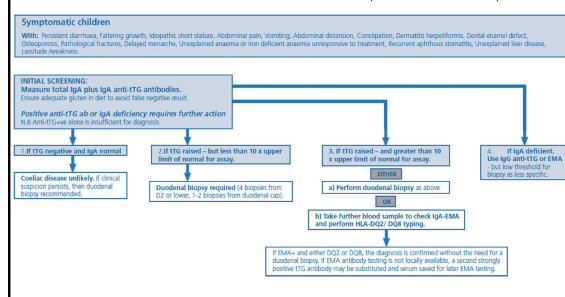 Symptomatic children
With: Persistent diarrhoea, Faltering growth, Idiopathic short stature, Abdominal pain, Vomiting, Abdominal distension, Constipation, Dermatitis herpetiformis, Dental enamel defect,
Osteoporosis, Pathological fractures, Delayed menarche, Unexplained anaemia or Iron deficient anaemia unresponsive to treatment, Recurrent aphthous stomatitis, Unexplained liver disease,
Lassitude /weakness.
INITIAL SCREENING:
Measure total IgA plus IgA anti-tTG antibodies.
Ensure adequate gluten in diet to avoid false negative result.
Positive anti-tTG ab or IgA deficiency requires further action
N.B Anti-tTG+ve alone is insufficient for diagnosis
1.If tTG negative and IgA normal
Coeliac disease unlikely. If clinical
suspicion persists, then duodenal
biopsy recommended.
2.If tTG raised – but less than 10 x upper
limit of normal for assay.
Duodenal biopsy required (4 biopsies from
D2 or lower, 1-2 biopsies from duodenal cap).
3. If tTG raised – and greater than 10
x upper limit of normal for assay.
EITHER
a) Perform duodenal biopsy as above
OR
b) Take further blood sample to check IgA-EMA
and perform HLA-DQ2/ DQ8 typing.
If EMA+ and either DQ2 or DQ8, the diagnosis is confirmed without the need for a
duodenal biopsy. If EMA antibody testing is not locally available, a second strongly
positive tTG antibody may be substituted and serum saved for later EMA testing.
4. If IgA deficient.
Use IgG anti-tTG or EMA
- but low threshold for
biopsy as less specific.